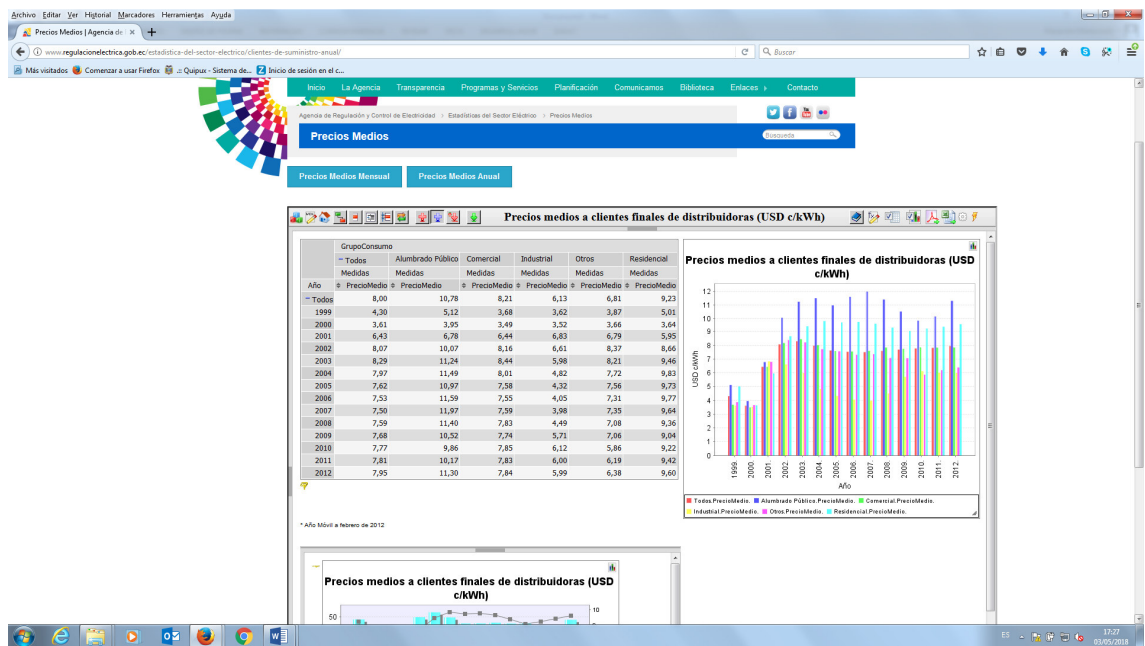 Archivo Editar Ver Historial Marcadores Herramientas Ayuda
Precios Medios | Agencia de
www.regulacionelectrica.gob.ec/estadistica-del-sector-electrico/clientes-de-suministro-anual/
Buscar
Más visitados Comenzar a usar Firefox .:: Quipux - Sistema de... Inicio de sesión en el c...
Inicio La Agencia Transparencia Programas y Servicios Planificación Comunicamos Biblioteca Enlaces Contacto
Agencia de Regulación y Control de Electricidad > Estadísticas del Sector Eléctrico > Precios Medios
Precios Medios
Búsqueda
Precios Medios Mensual Precios Medios Anual
Precios medios a clientes finales de distribuidoras (USD c/kWh)
GrupoConsumo
Todos Alumbrado Público Comercial Industrial Otros Residencial
Medidas Medidas Medidas Medidas Medidas Medidas
Año PrecioMedio PrecioMedio PrecioMedio PrecioMedio PrecioMedio PrecioMedio
Todos 8,00 10,78 8,21 6,13 6,81 9,23
1999 4,30 5,12 3,68 3,62 3,87 5,01
2000 3,61 3,95 3,49 3,52 3,66 3,64
2001 6,43 6,78 6,44 6,83 6,79 5,95
2002 8,07 10,07 8,16 6,61 8,37 8,66
2003 8,29 11,24 8,44 5,98 8,21 9,46
2004 7,97 11,49 8,01 4,82 7,72 9,83
2005 7,62 10,97 7,58 4,32 7,56 9,73
2006 7,53 11,59 7,55 4,05 7,31 9,77
2007 7,50 11,97 7,59 3,98 7,35 9,64
2008 7,59 11,40 7,83 4,49 7,08 9,36
2009 7,68 10,52 7,74 5,71 7,06 9,04
2010 7,77 9,86 7,85 6,12 5,86 9,22
2011 7,81 10,17 7,83 6,00 6,19 9,42
2012 7,95 11,30 7,84 5,99 6,38 9,60
* Año Móvil a febrero de 2012
Precios medios a clientes finales de distribuidoras (USD
c/kWh)
12
11
10
9
8
7
6
5
4
3
2
1
0
USD c/kWh
1999. 2000. 2001. 2002. 2003. 2004. 2005. 2006. 2007. 2008. 2009. 2010. 2011. 2012.
Año
Todos.PrecioMedio. Alumbrado Público.PrecioMedio. Comercial.PrecioMedio.
Industrial.PrecioMedio. Otros.PrecioMedio. Residencial.PrecioMedio.
Precios medios a clientes finales de distribuidoras (USD
c/kWh)
50
10
ES
17:27
03/05/2018